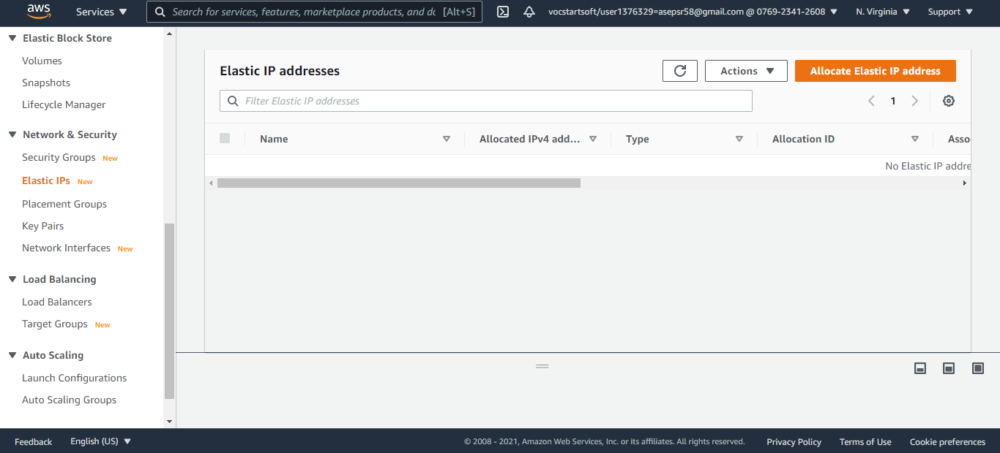 aws
Services
Search for services, features, marketplace products, and dc [Alt+S]
vocstartsoft/user1376329=asepsr58@gmail.com @ 0769-2341-2608
N. Virginia
Support
Elastic Block Store
Volumes
Snapshots
Lifecycle Manager
Network & Security
Security Groups New
Elastic IPs New
Placement Groups
Key Pairs
Network Interfaces New
Load Balancing
Load Balancers
Target Groups New
Auto Scaling
Launch Configurations
Auto Scaling Groups
Elastic IP addresses
Actions
Allocate Elastic IP address
Filter Elastic IP addresses
1
Name
Allocated IPv4 add...
Type
Allocation ID
Asso
No Elastic IP addre
Feedback
English (US)
© 2008 - 2021, Amazon Web Services, Inc. or its affiliates. All rights reserved.
Privacy Policy
Terms of Use
Cookie preferences